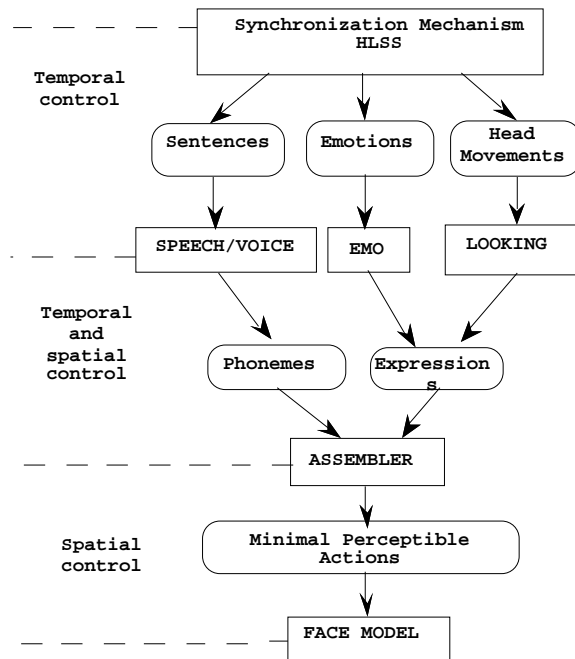 Synchronization Mechanism
HLSS
Temporal
control
Sentences
Emotions
Head
Movements
SPEECH/VOICE
EMO
LOOKING
Temporal
and
spatial
control
Phonemes
Expression
s
ASSEMBLER
Spatial
control
Minimal Perceptible
Actions
FACE MODEL